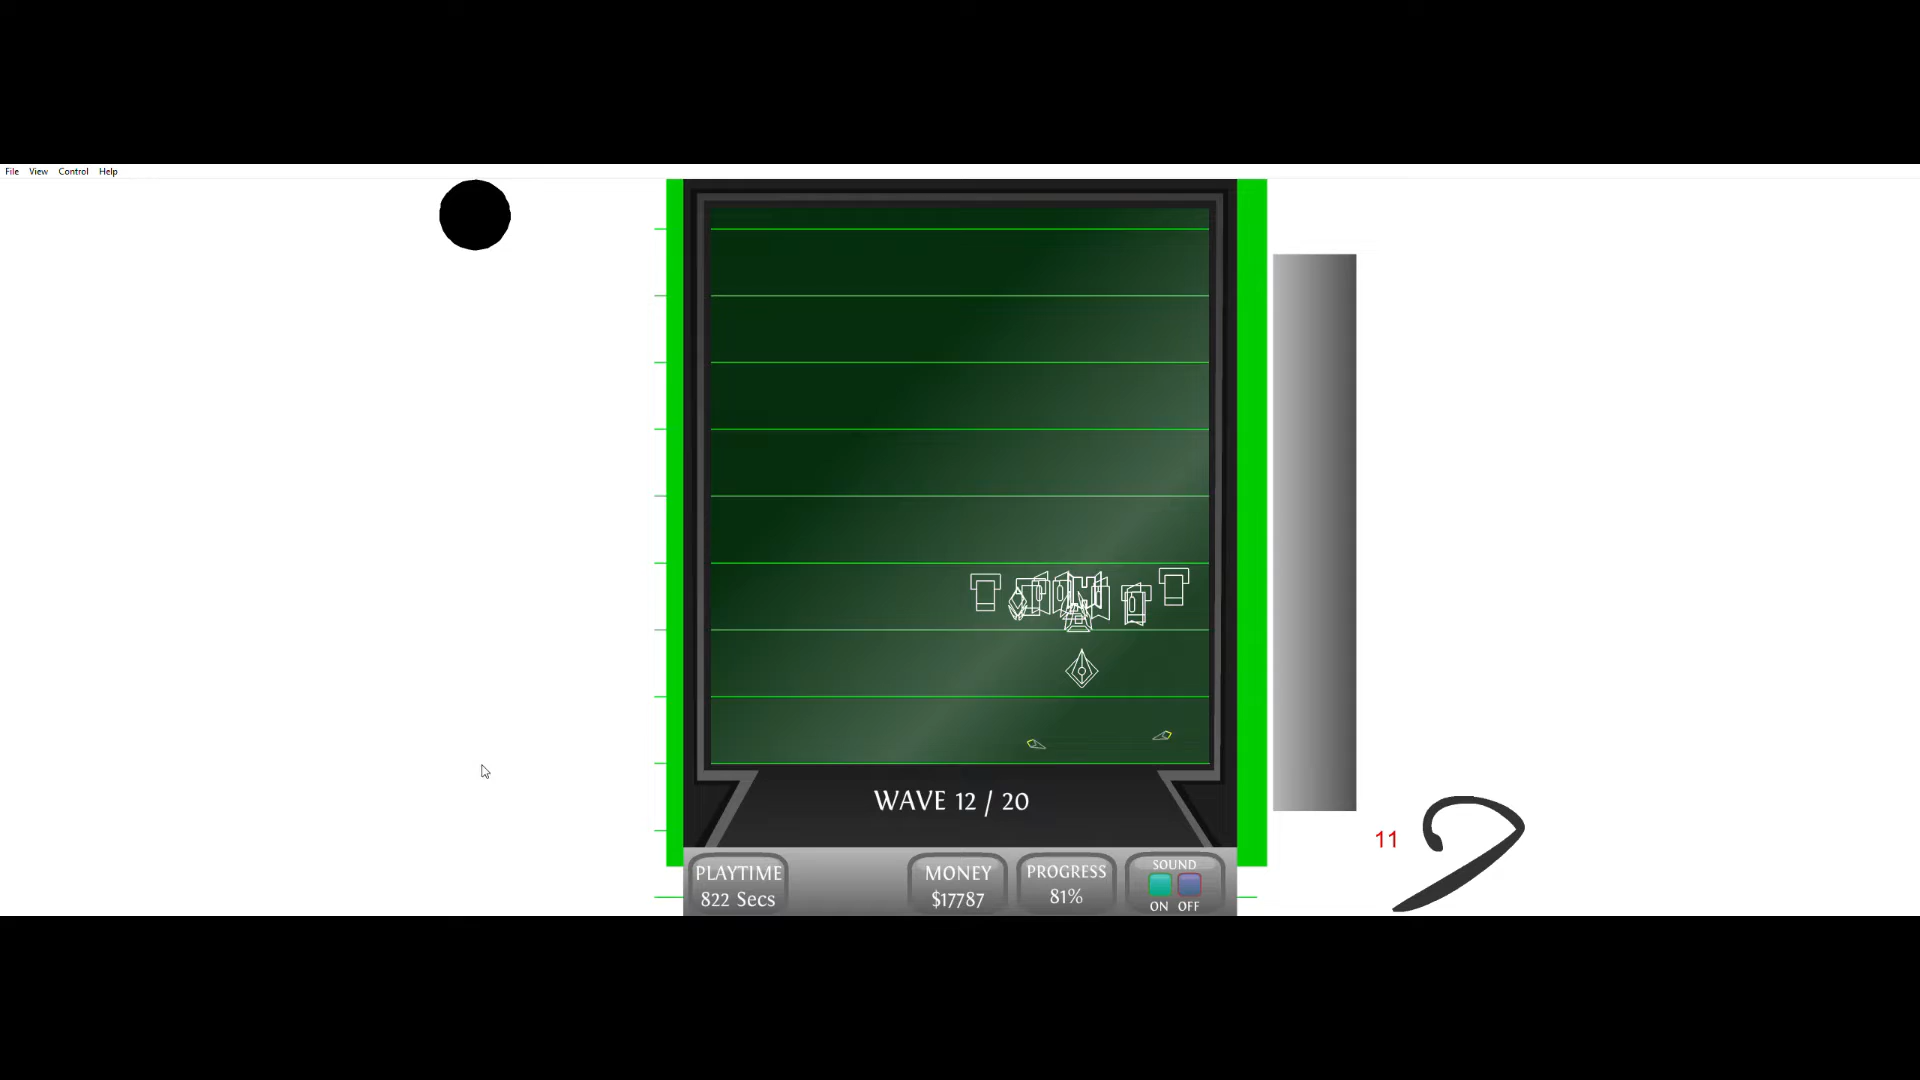 File View Control Help
WAVE 12 / 20
11
PLAYTIME
822 Secs
MONEY
$17787
PROGRESS
81%
SOUND
ON OFF